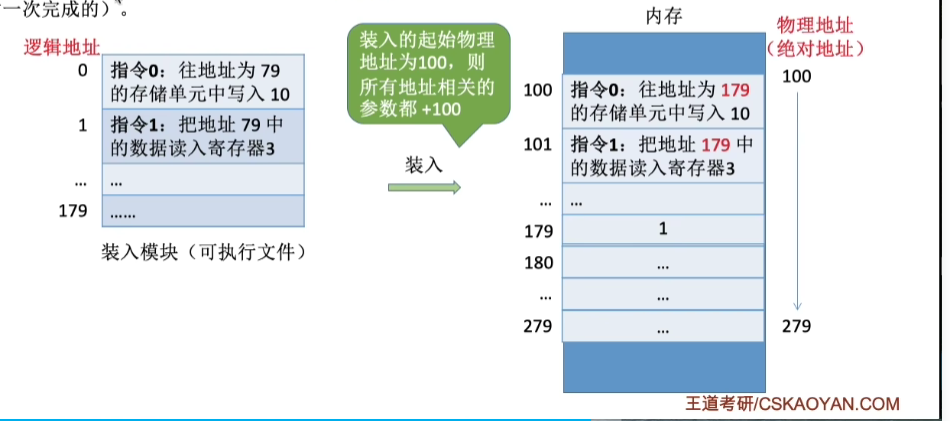 一次完成的）。
逻辑地址
0
指令0：往地址为 79
的存储单元中写入 10
1
指令1：把地址 79 中
的数据读入寄存器3
...
...
179
......
装入模块（可执行文件）
装入的起始物理
地址为100，则
所有地址相关的
参数都 +100
装入
内存
100
指令0：往地址为 179
的存储单元中写入 10
101
指令1：把地址 179 中
的数据读入寄存器3
...
...
179
1
180
...
...
...
279
...
物理地址
（绝对地址）
100
279
王道考研/CSKAOYAN.COM